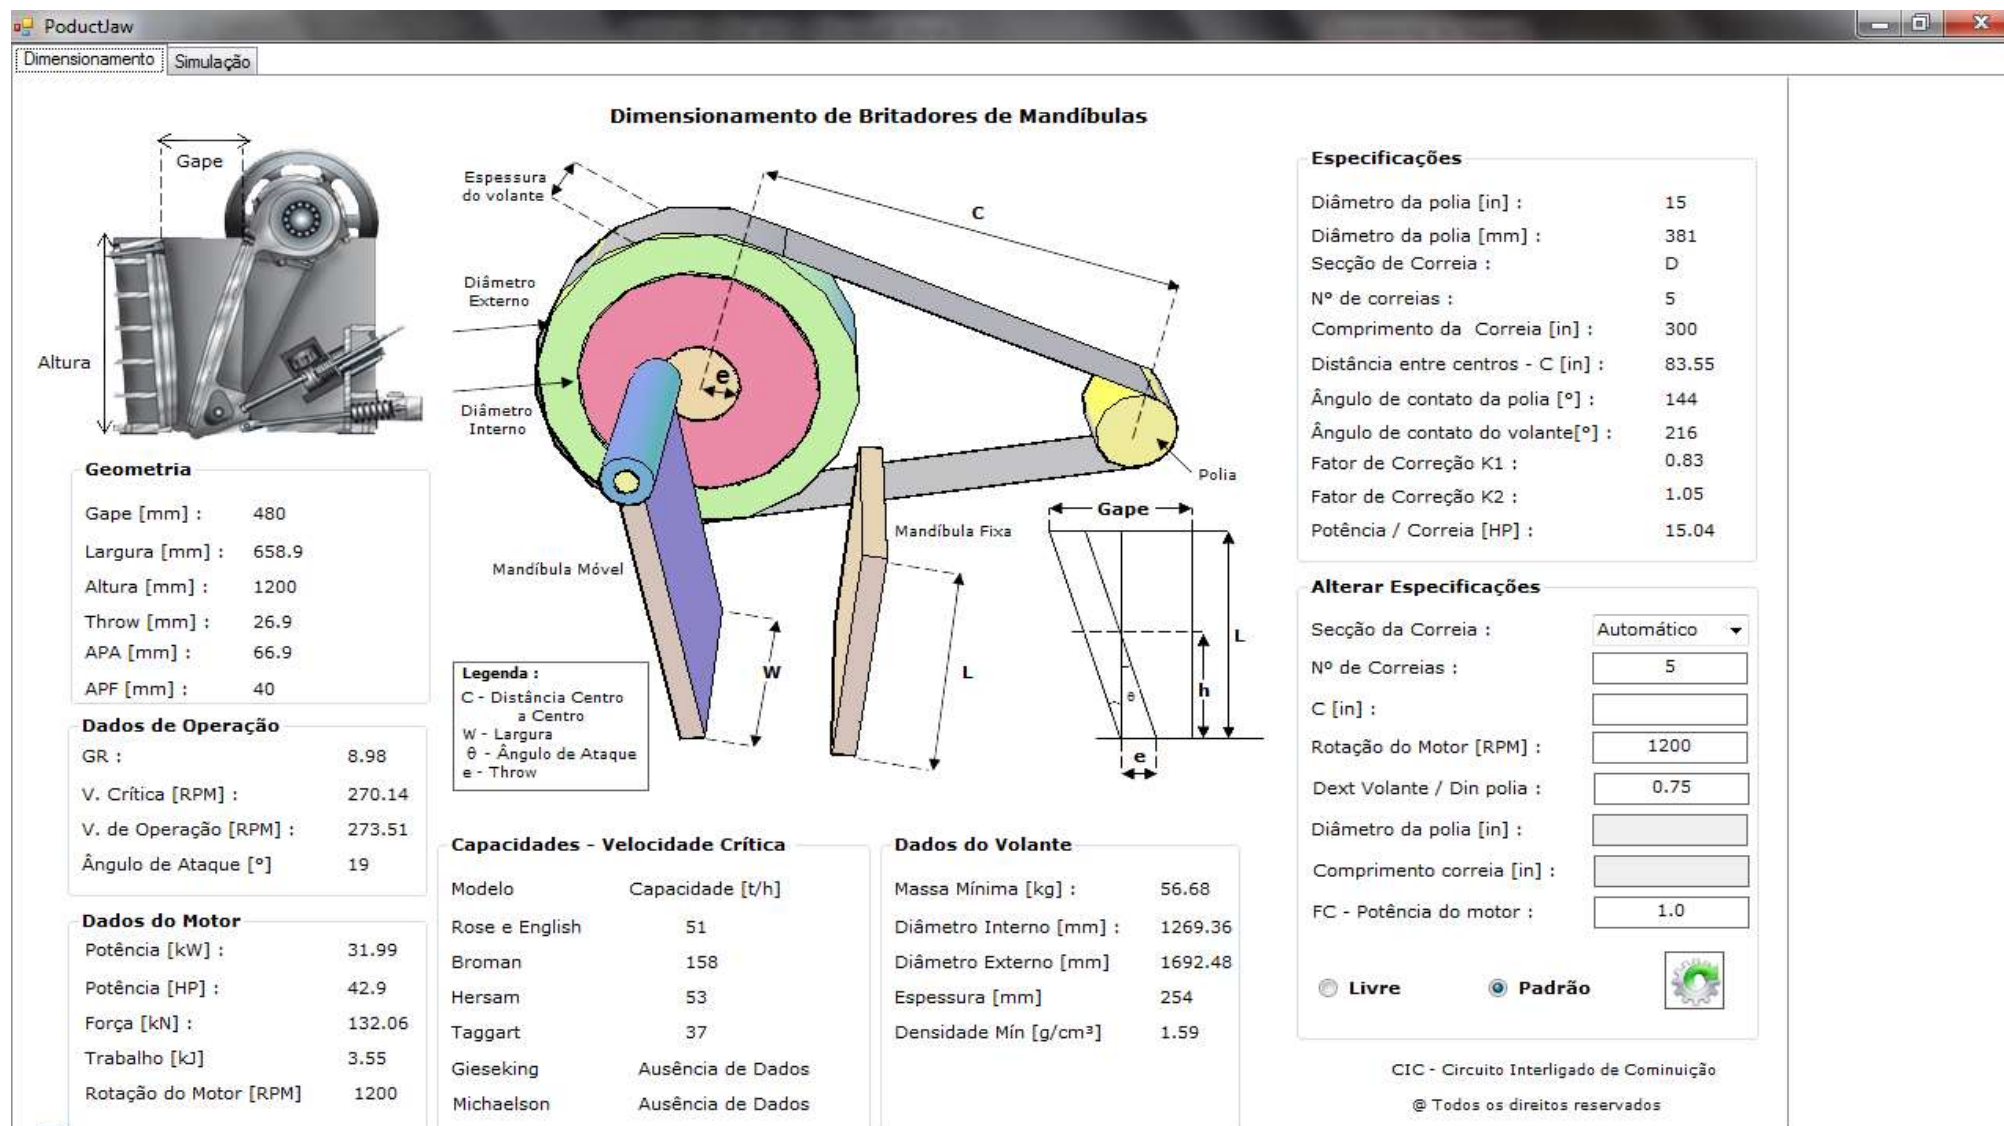 PoductJaw
Dimensionamento
Simulação
Dimensionamento de Britadores de Mandíbulas
Gape
Altura
Espessura
do volante
C
Diâmetro
Externo
e
Diâmetro
Interno
Polia
Mandíbula Fixa
Mandíbula Móvel
W
L
Gape
L
h
θ
e
Legenda :
C - Distância Centro
a Centro
W - Largura
θ - Ângulo de Ataque
e - Throw
Geometria
Gape [mm] : 480
Largura [mm] : 658.9
Altura [mm] : 1200
Throw [mm] : 26.9
APA [mm] : 66.9
APF [mm] : 40
Dados de Operação
GR : 8.98
V. Crítica [RPM] : 270.14
V. de Operação [RPM] : 273.51
Ângulo de Ataque [°] 19
Dados do Motor
Potência [kW] : 31.99
Potência [HP] : 42.9
Força [kN] : 132.06
Trabalho [kJ] 3.55
Rotação do Motor [RPM] 1200
Capacidades - Velocidade Crítica
Modelo Capacidade [t/h]
Rose e English 51
Broman 158
Hersam 53
Taggart 37
Gieseking Ausência de Dados
Michaelson Ausência de Dados
Dados do Volante
Massa Mínima [kg] : 56.68
Diâmetro Interno [mm] : 1269.36
Diâmetro Externo [mm] 1692.48
Espessura [mm] 254
Densidade Mín [g/cm³] 1.59
Especificações
Diâmetro da polia [in] : 15
Diâmetro da polia [mm] : 381
Secção de Correia : D
Nº de correias : 5
Comprimento da Correia [in] : 300
Distância entre centros - C [in] : 83.55
Ângulo de contato da polia [°] : 144
Ângulo de contato do volante[°] : 216
Fator de Correção K1 : 0.83
Fator de Correção K2 : 1.05
Potência / Correia [HP] : 15.04
Alterar Especificações
Secção da Correia : Automático
Nº de Correias : 5
C [in] :
Rotação do Motor [RPM] : 1200
Dext Volante / Din polia : 0.75
Diâmetro da polia [in] :
Comprimento correia [in] :
FC - Potência do motor : 1.0
Livre Padrão
CIC - Circuito Interligado de Cominuição
@ Todos os direitos reservados